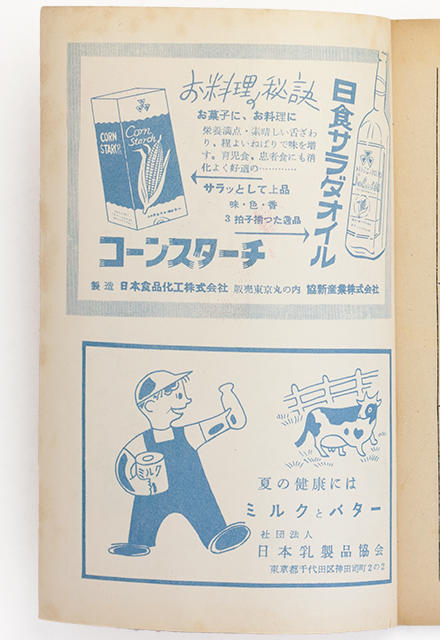 お料理の秘訣
お菓子に、お料理に
栄養満点・素晴しい舌ざわ
り、程よいねばりで味を増
す。育児食、患者食にも消
化よく好適の…………
サラッとして上品
味・色・香
3拍子揃つた逸品
日食サラダオイル
CORN
STARCH
Corn
Starch
コーンスターチ
製造 日本食品化工株式会社 販売東京丸の内 協新産業株式会社
ミルク
夏の健康には
ミルクとバター
社団法人
日本乳製品協会
東京都千代田区神田司町2の2